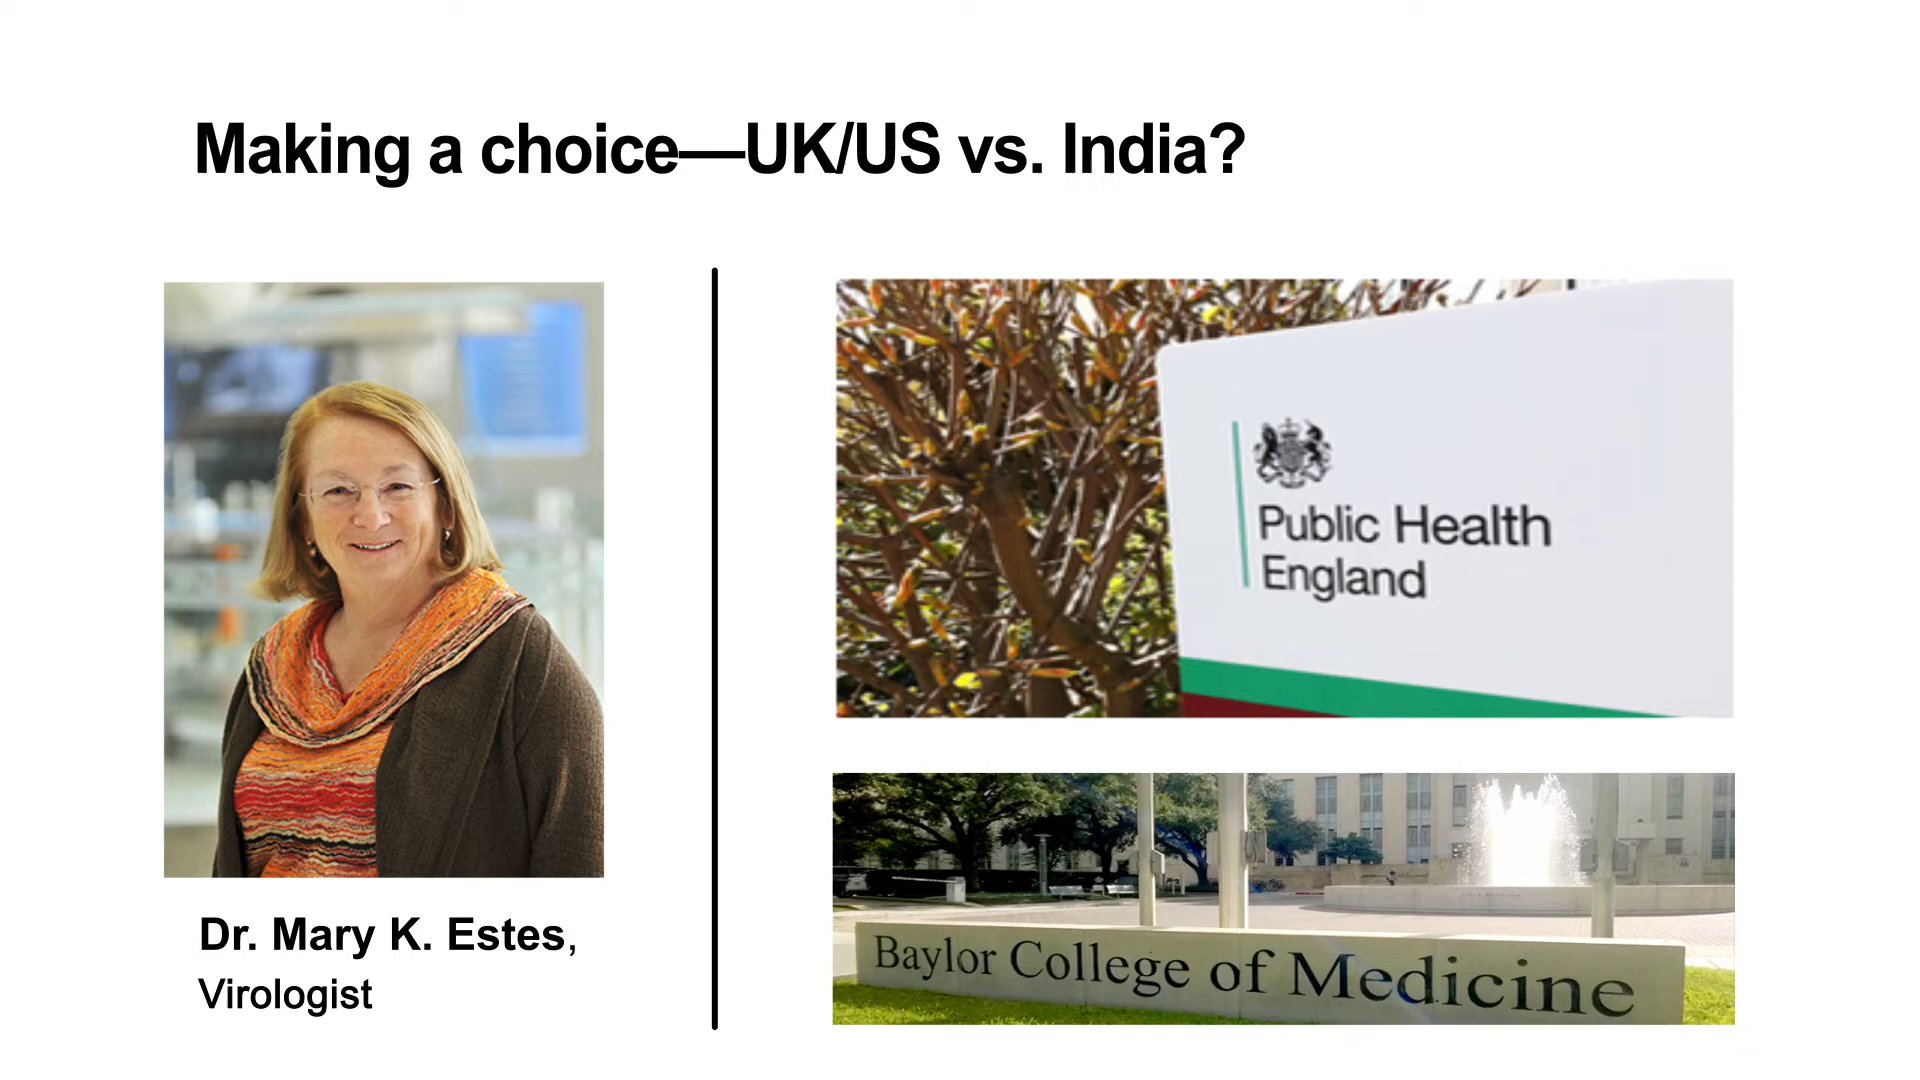 Making a choice—UK/US vs. India?
Dr. Mary K. Estes,
Virologist
Public Health
England
Baylor College of Medicine